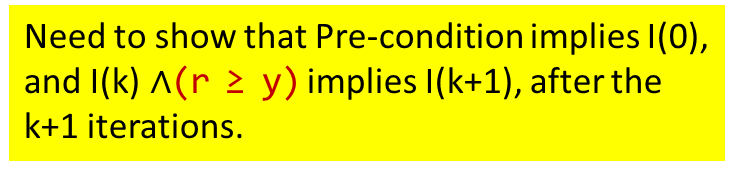 Need to show that Pre-condition implies I(0),
and I(k) ∧(r ≥ y) implies I(k+1), after the
k+1 iterations.